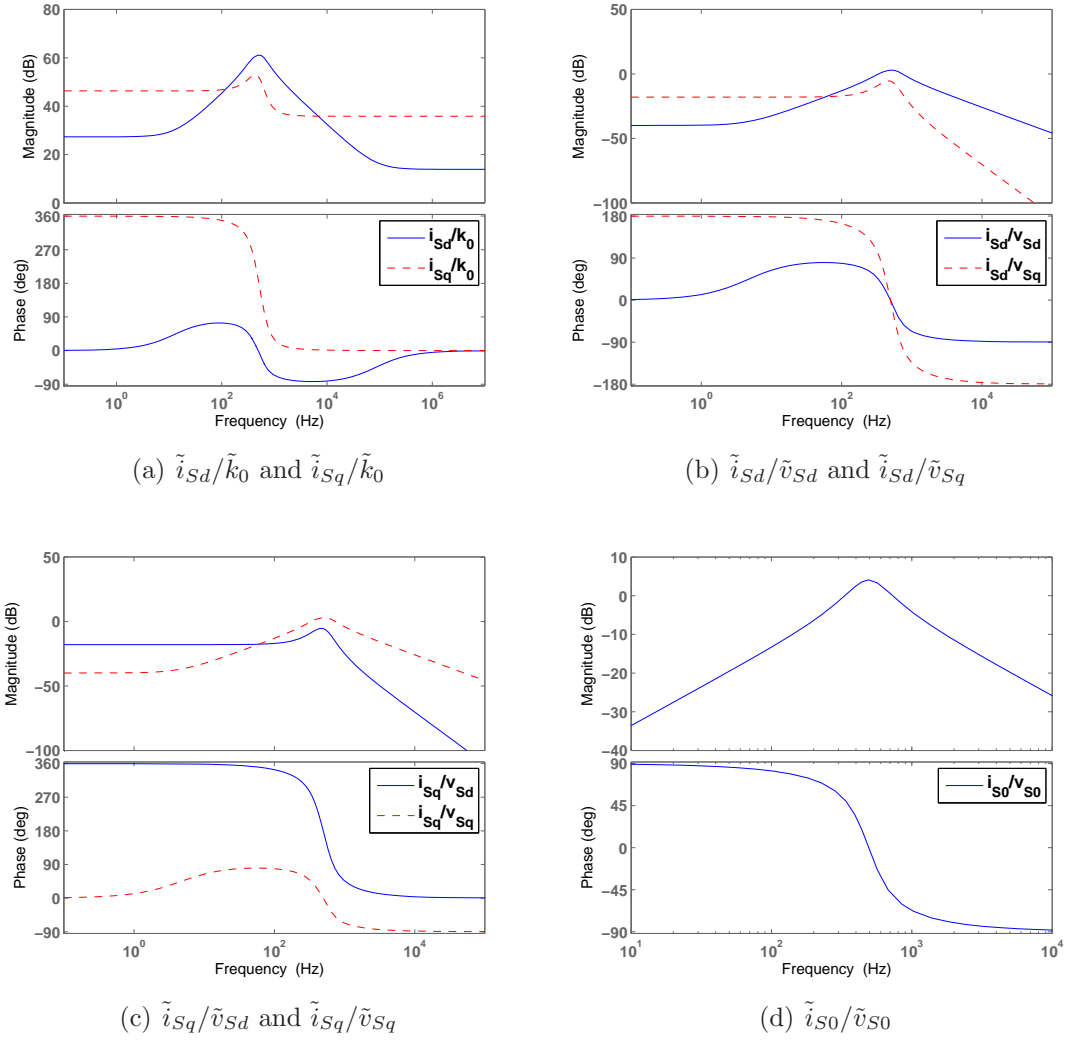 80
60
40
20
0
Magnitude (dB)
360
270
180
90
0
−90
Phase (deg)
i_Sd/k_0
i_Sq/k_0
10^0 10^2 10^4 10^6
Frequency (Hz)
(a) ĩ_Sd/k̃_0 and ĩ_Sq/k̃_0
50
0
−50
−100
Magnitude (dB)
180
90
0
−90
−180
Phase (deg)
i_Sd/v_Sd
i_Sd/v_Sq
10^0 10^2 10^4
Frequency (Hz)
(b) ĩ_Sd/ṽ_Sd and ĩ_Sd/ṽ_Sq
50
0
−50
−100
Magnitude (dB)
360
270
180
90
0
−90
Phase (deg)
i_Sq/v_Sd
i_Sq/v_Sq
10^0 10^2 10^4
Frequency (Hz)
(c) ĩ_Sq/ṽ_Sd and ĩ_Sq/ṽ_Sq
10
0
−10
−20
−30
−40
Magnitude (dB)
90
45
0
−45
−90
Phase (deg)
i_S0/v_S0
10^1 10^2 10^3 10^4
Frequency (Hz)
(d) ĩ_S0/ṽ_S0